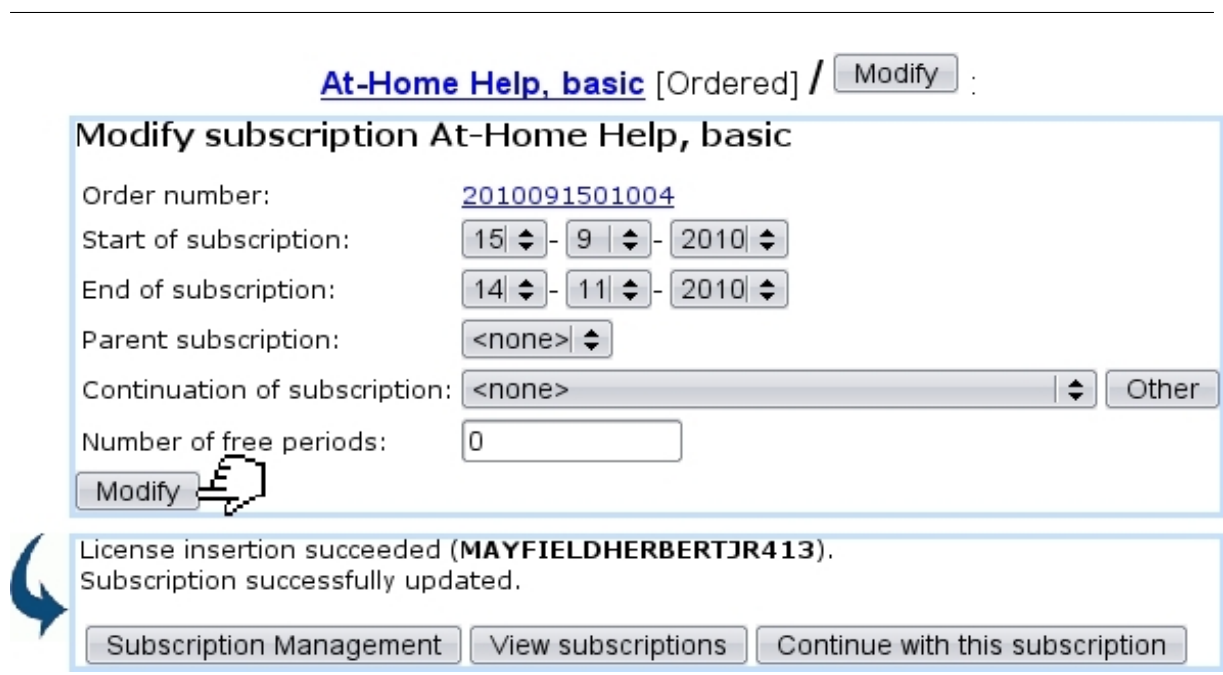 At-Home Help, basic [Ordered] / Modify :
Modify subscription At-Home Help, basic
Order number: 2010091501004
Start of subscription: 15 - 9 - 2010
End of subscription: 14 - 11 - 2010
Parent subscription: <none>
Continuation of subscription: <none> Other
Number of free periods: 0
Modify
License insertion succeeded (MAYFIELDHERBERTJR413).
Subscription successfully updated.
Subscription Management View subscriptions Continue with this subscription